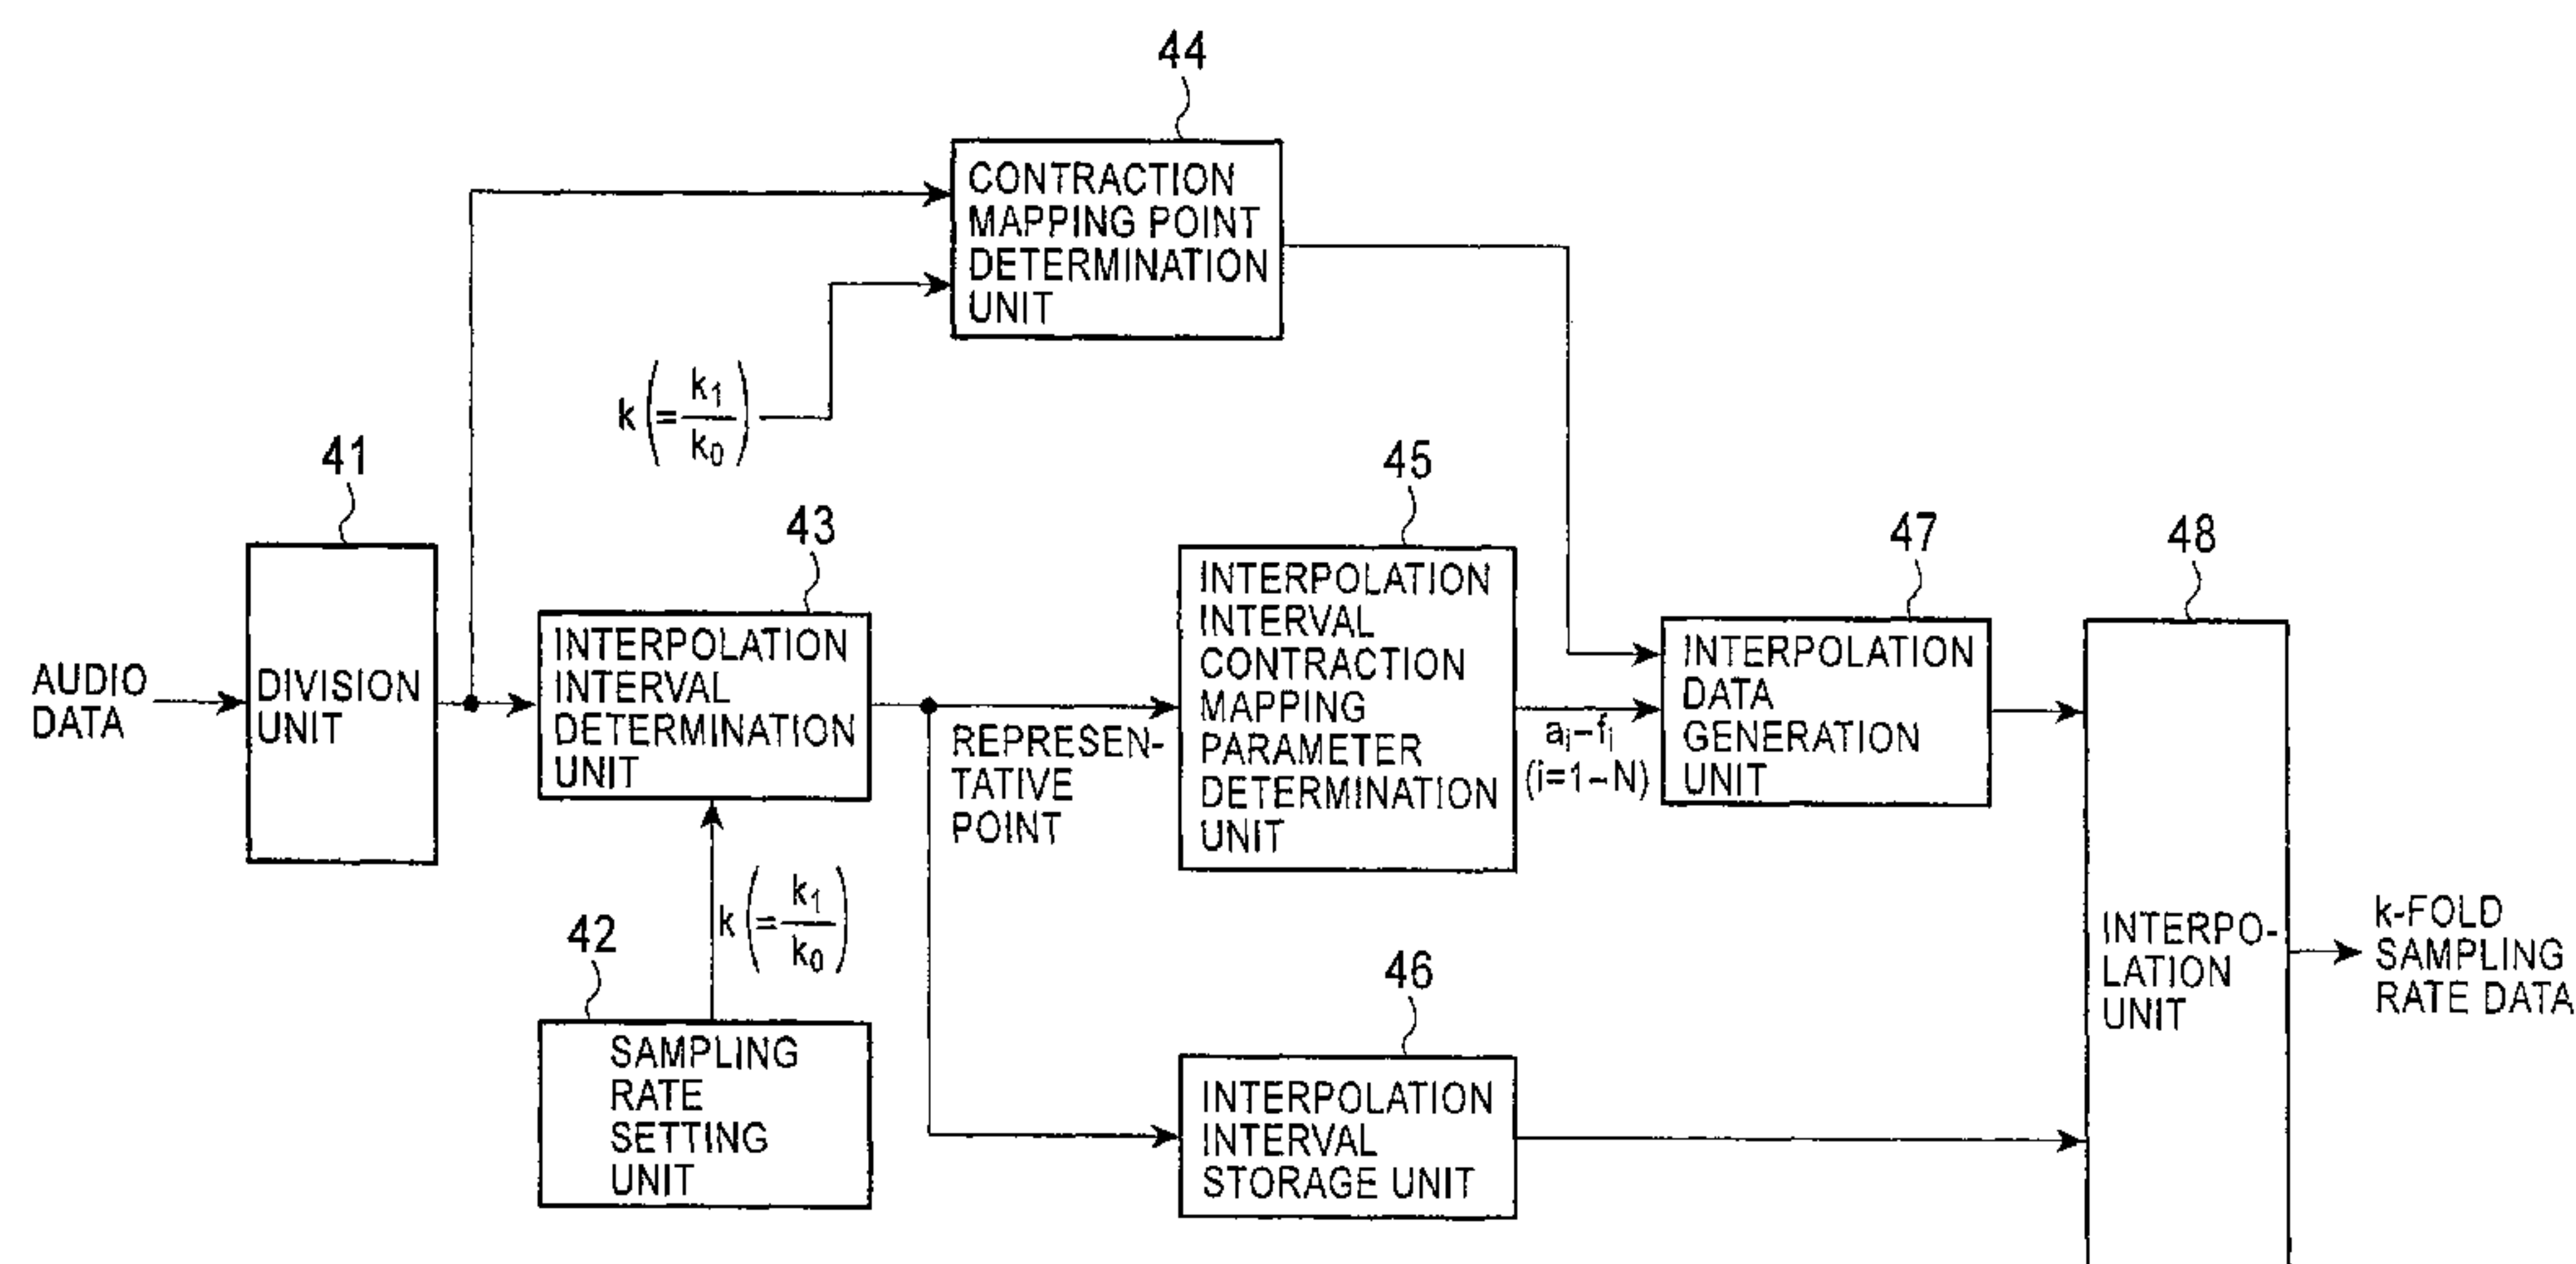 44
CONTRACTION
MAPPING POINT
DETERMINATION
UNIT
k (= k₁/k₀)
41
AUDIO
DATA
DIVISION
UNIT
43
INTERPOLATION
INTERVAL
DETERMINATION
UNIT
k (= k₁/k₀)
42
SAMPLING
RATE
SETTING
UNIT
REPRESEN-
TATIVE
POINT
45
INTERPOLATION
INTERVAL
CONTRACTION
MAPPING
PARAMETER
DETERMINATION
UNIT
aᵢ–fᵢ
(i=1–N)
46
INTERPOLATION
INTERVAL
STORAGE UNIT
47
INTERPOLATION
DATA
GENERATION
UNIT
48
INTERPO-
LATION
UNIT
k-FOLD
SAMPLING
RATE DATA